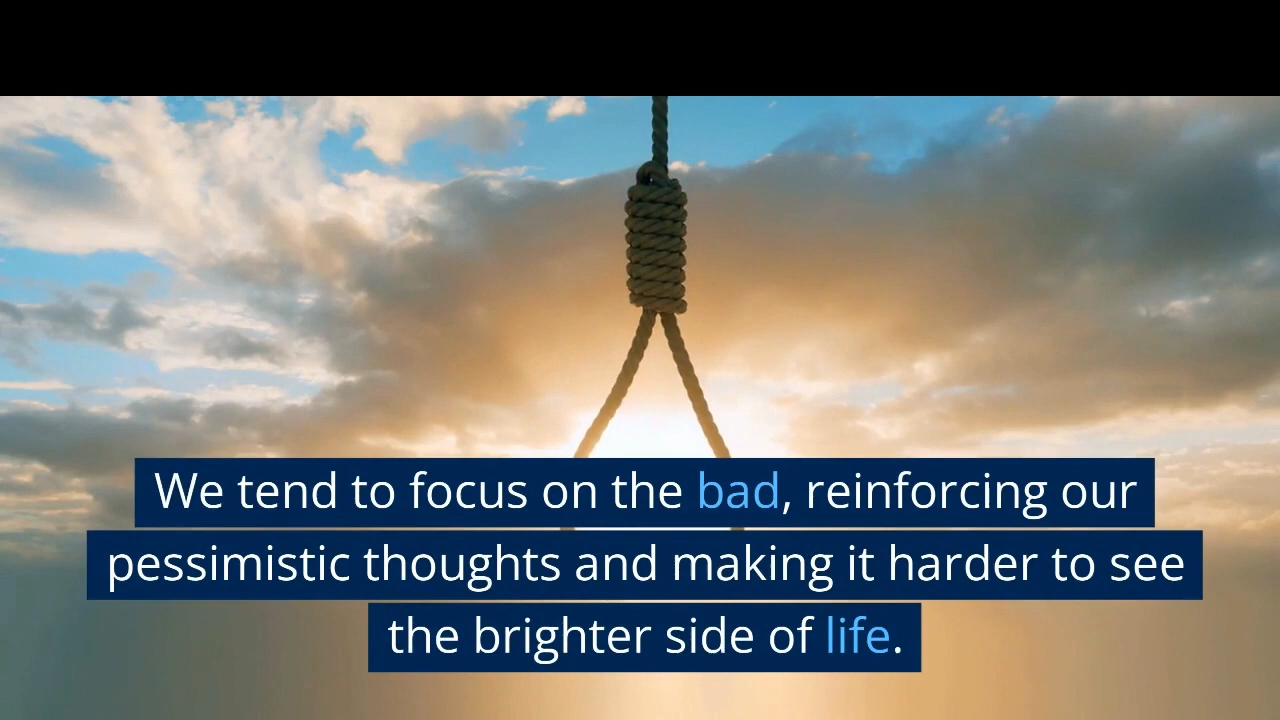 We tend to focus on the bad, reinforcing our
pessimistic thoughts and making it harder to see
the brighter side of life.